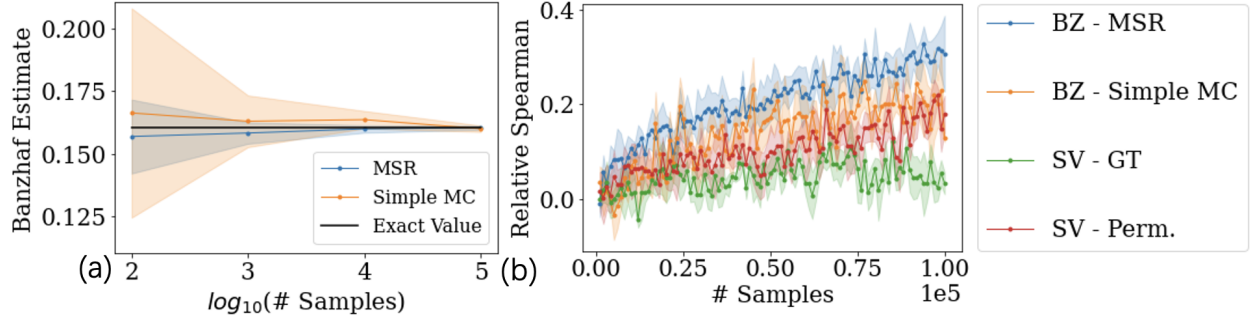 Banzhaf Estimate
0.200
0.175
0.150
0.125
MSR
Simple MC
Exact Value
2 3 4 5
(a)
log10(# Samples)
Relative Spearman
0.4
0.2
0.0
(b)
0.00 0.25 0.50 0.75 1.00
# Samples
1e5
BZ - MSR
BZ - Simple MC
SV - GT
SV - Perm.